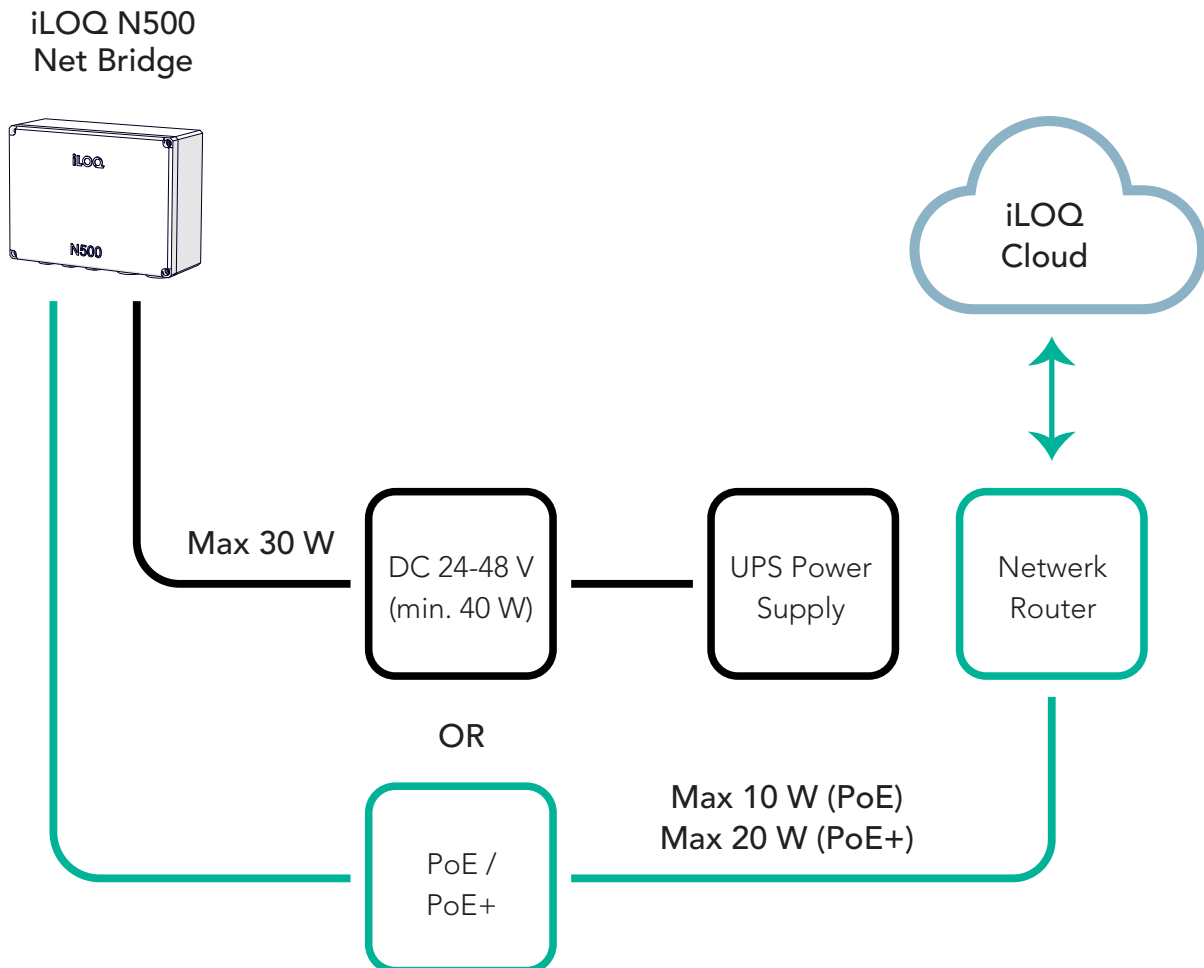 iLOQ N500
Net Bridge
iLOQ
N500
iLOQ
Cloud
Max 30 W
DC 24-48 V
(min. 40 W)
UPS Power
Supply
Netwerk
Router
OR
Max 10 W (PoE)
Max 20 W (PoE+)
PoE /
PoE+